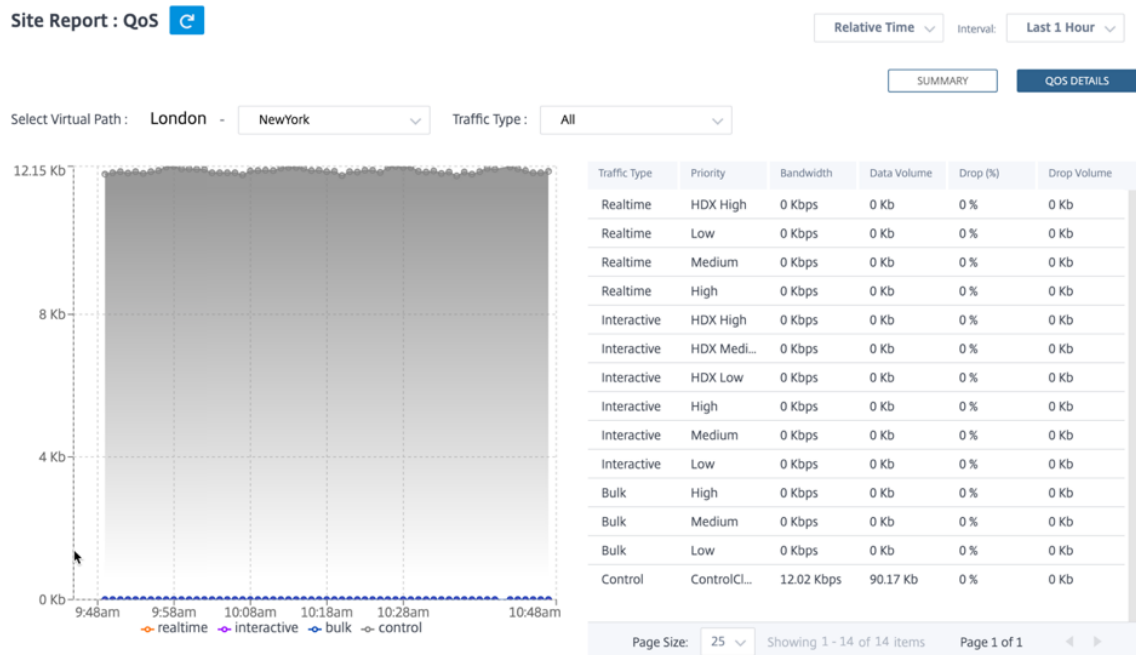 Site Report : QoS
Relative Time Interval: Last 1 Hour
SUMMARY QOS DETAILS
Select Virtual Path : London - NewYork Traffic Type : All
12.15 Kb
8 Kb
4 Kb
0 Kb
9:48am 9:58am 10:08am 10:18am 10:28am 10:48am
realtime interactive bulk control
Traffic Type Priority Bandwidth Data Volume Drop (%) Drop Volume
Realtime HDX High 0 Kbps 0 Kb 0 % 0 Kb
Realtime Low 0 Kbps 0 Kb 0 % 0 Kb
Realtime Medium 0 Kbps 0 Kb 0 % 0 Kb
Realtime High 0 Kbps 0 Kb 0 % 0 Kb
Interactive HDX High 0 Kbps 0 Kb 0 % 0 Kb
Interactive HDX Medi... 0 Kbps 0 Kb 0 % 0 Kb
Interactive HDX Low 0 Kbps 0 Kb 0 % 0 Kb
Interactive High 0 Kbps 0 Kb 0 % 0 Kb
Interactive Medium 0 Kbps 0 Kb 0 % 0 Kb
Interactive Low 0 Kbps 0 Kb 0 % 0 Kb
Bulk High 0 Kbps 0 Kb 0 % 0 Kb
Bulk Medium 0 Kbps 0 Kb 0 % 0 Kb
Bulk Low 0 Kbps 0 Kb 0 % 0 Kb
Control ControlCl... 12.02 Kbps 90.17 Kb 0 % 0 Kb
Page Size: 25 Showing 1 - 14 of 14 items Page 1 of 1